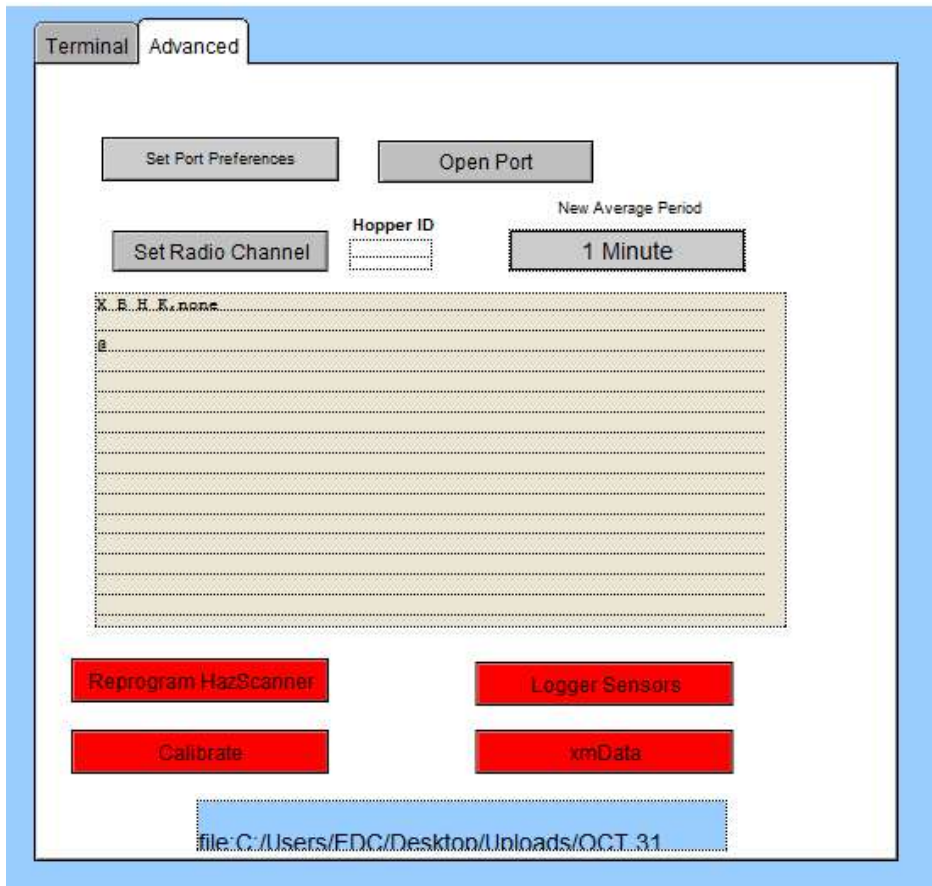 Terminal Advanced
Set Port Preferences Open Port
New Average Period
Hopper ID
Set Radio Channel 1 Minute
X B H K,none
@
Reprogram HazScanner Logger Sensors
Calibrate xmData
file:C:/Users/EDC/Desktop/Uploads/OCT 31